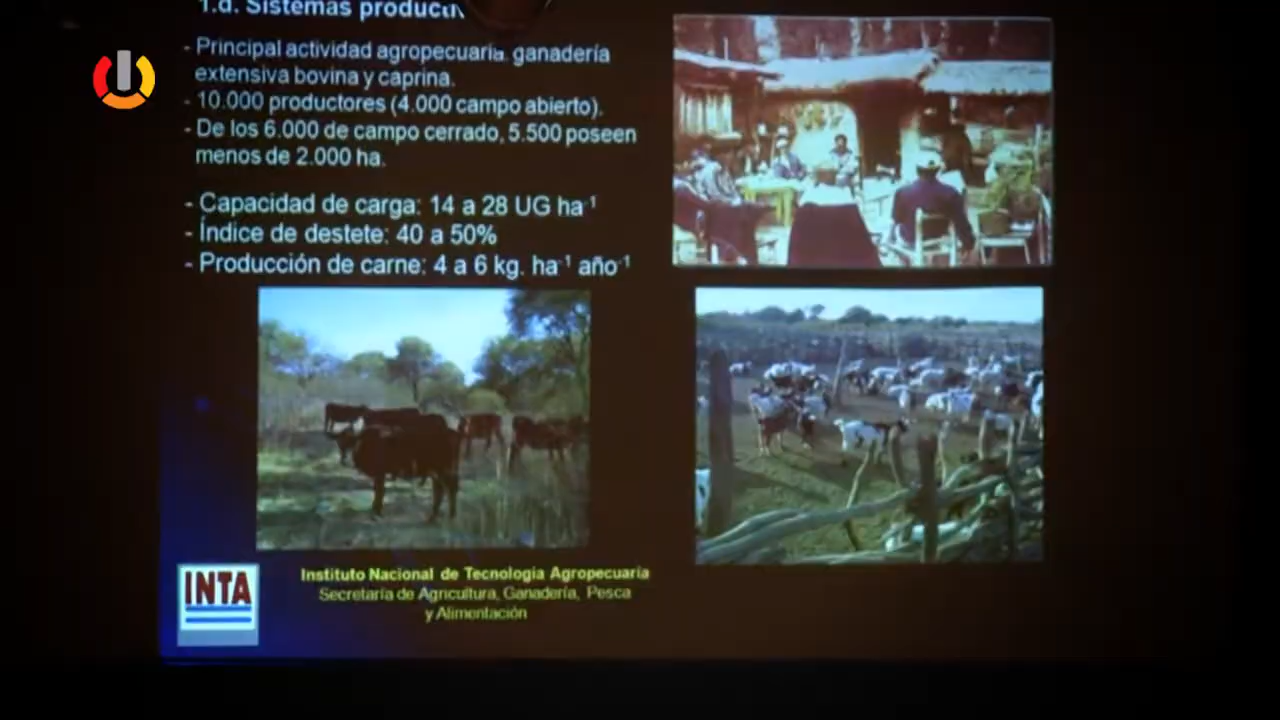 1.d. Sistemas
- Principal actividad agropecuaria: ganadería
extensiva bovina y caprina.
- 10.000 productores (4.000 campo abierto).
- De los 6.000 de campo cerrado, 5.500 poseen
menos de 2.000 ha.
- Capacidad de carga: 14 a 28 UG ha-1
- Índice de destete: 40 a 50%
- Producción de carne: 4 a 6 kg. ha-1 año-1
INTA
Instituto Nacional de Tecnología Agropecuaria
Secretaría de Agricultura, Ganadería, Pesca
y Alimentación